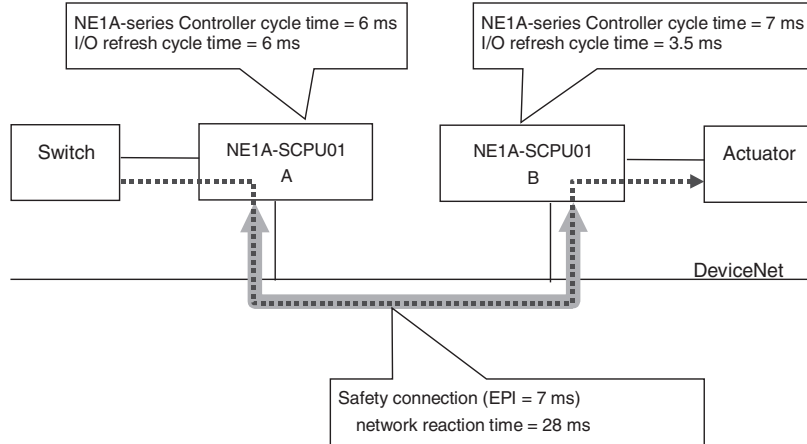 NE1A-series Controller cycle time = 6 ms
I/O refresh cycle time = 6 ms
NE1A-series Controller cycle time = 7 ms
I/O refresh cycle time = 3.5 ms
Switch
NE1A-SCPU01
A
NE1A-SCPU01
B
Actuator
DeviceNet
Safety connection (EPI = 7 ms)
network reaction time = 28 ms